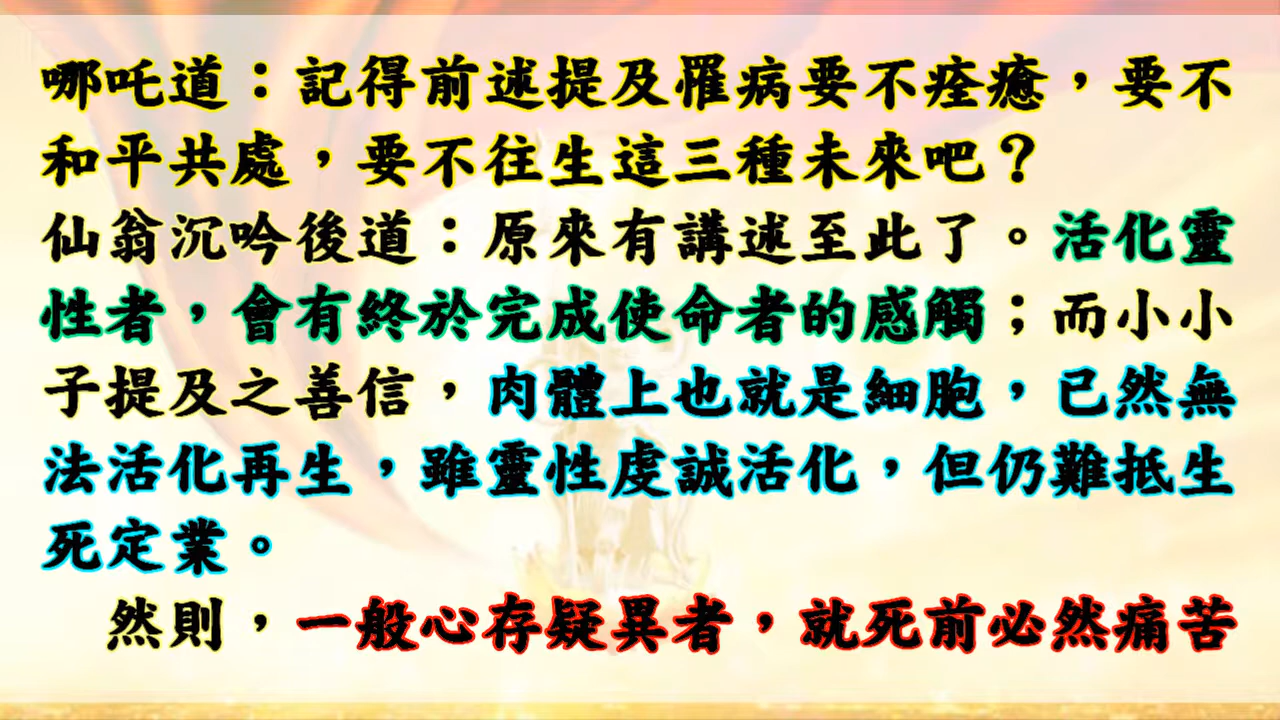 哪吒道：記得前述提及罹病要不痊癒，要不
和平共處，要不往生這三種未來吧？
仙翁沉吟後道：原來有講述至此了。活化靈
性者，會有終於完成使命者的感觸；而小小
子提及之善信，肉體上也就是細胞，已然無
法活化再生，雖靈性虔誠活化，但仍難抵生
死定業。
然則，一般心存疑異者，就死前必然痛苦